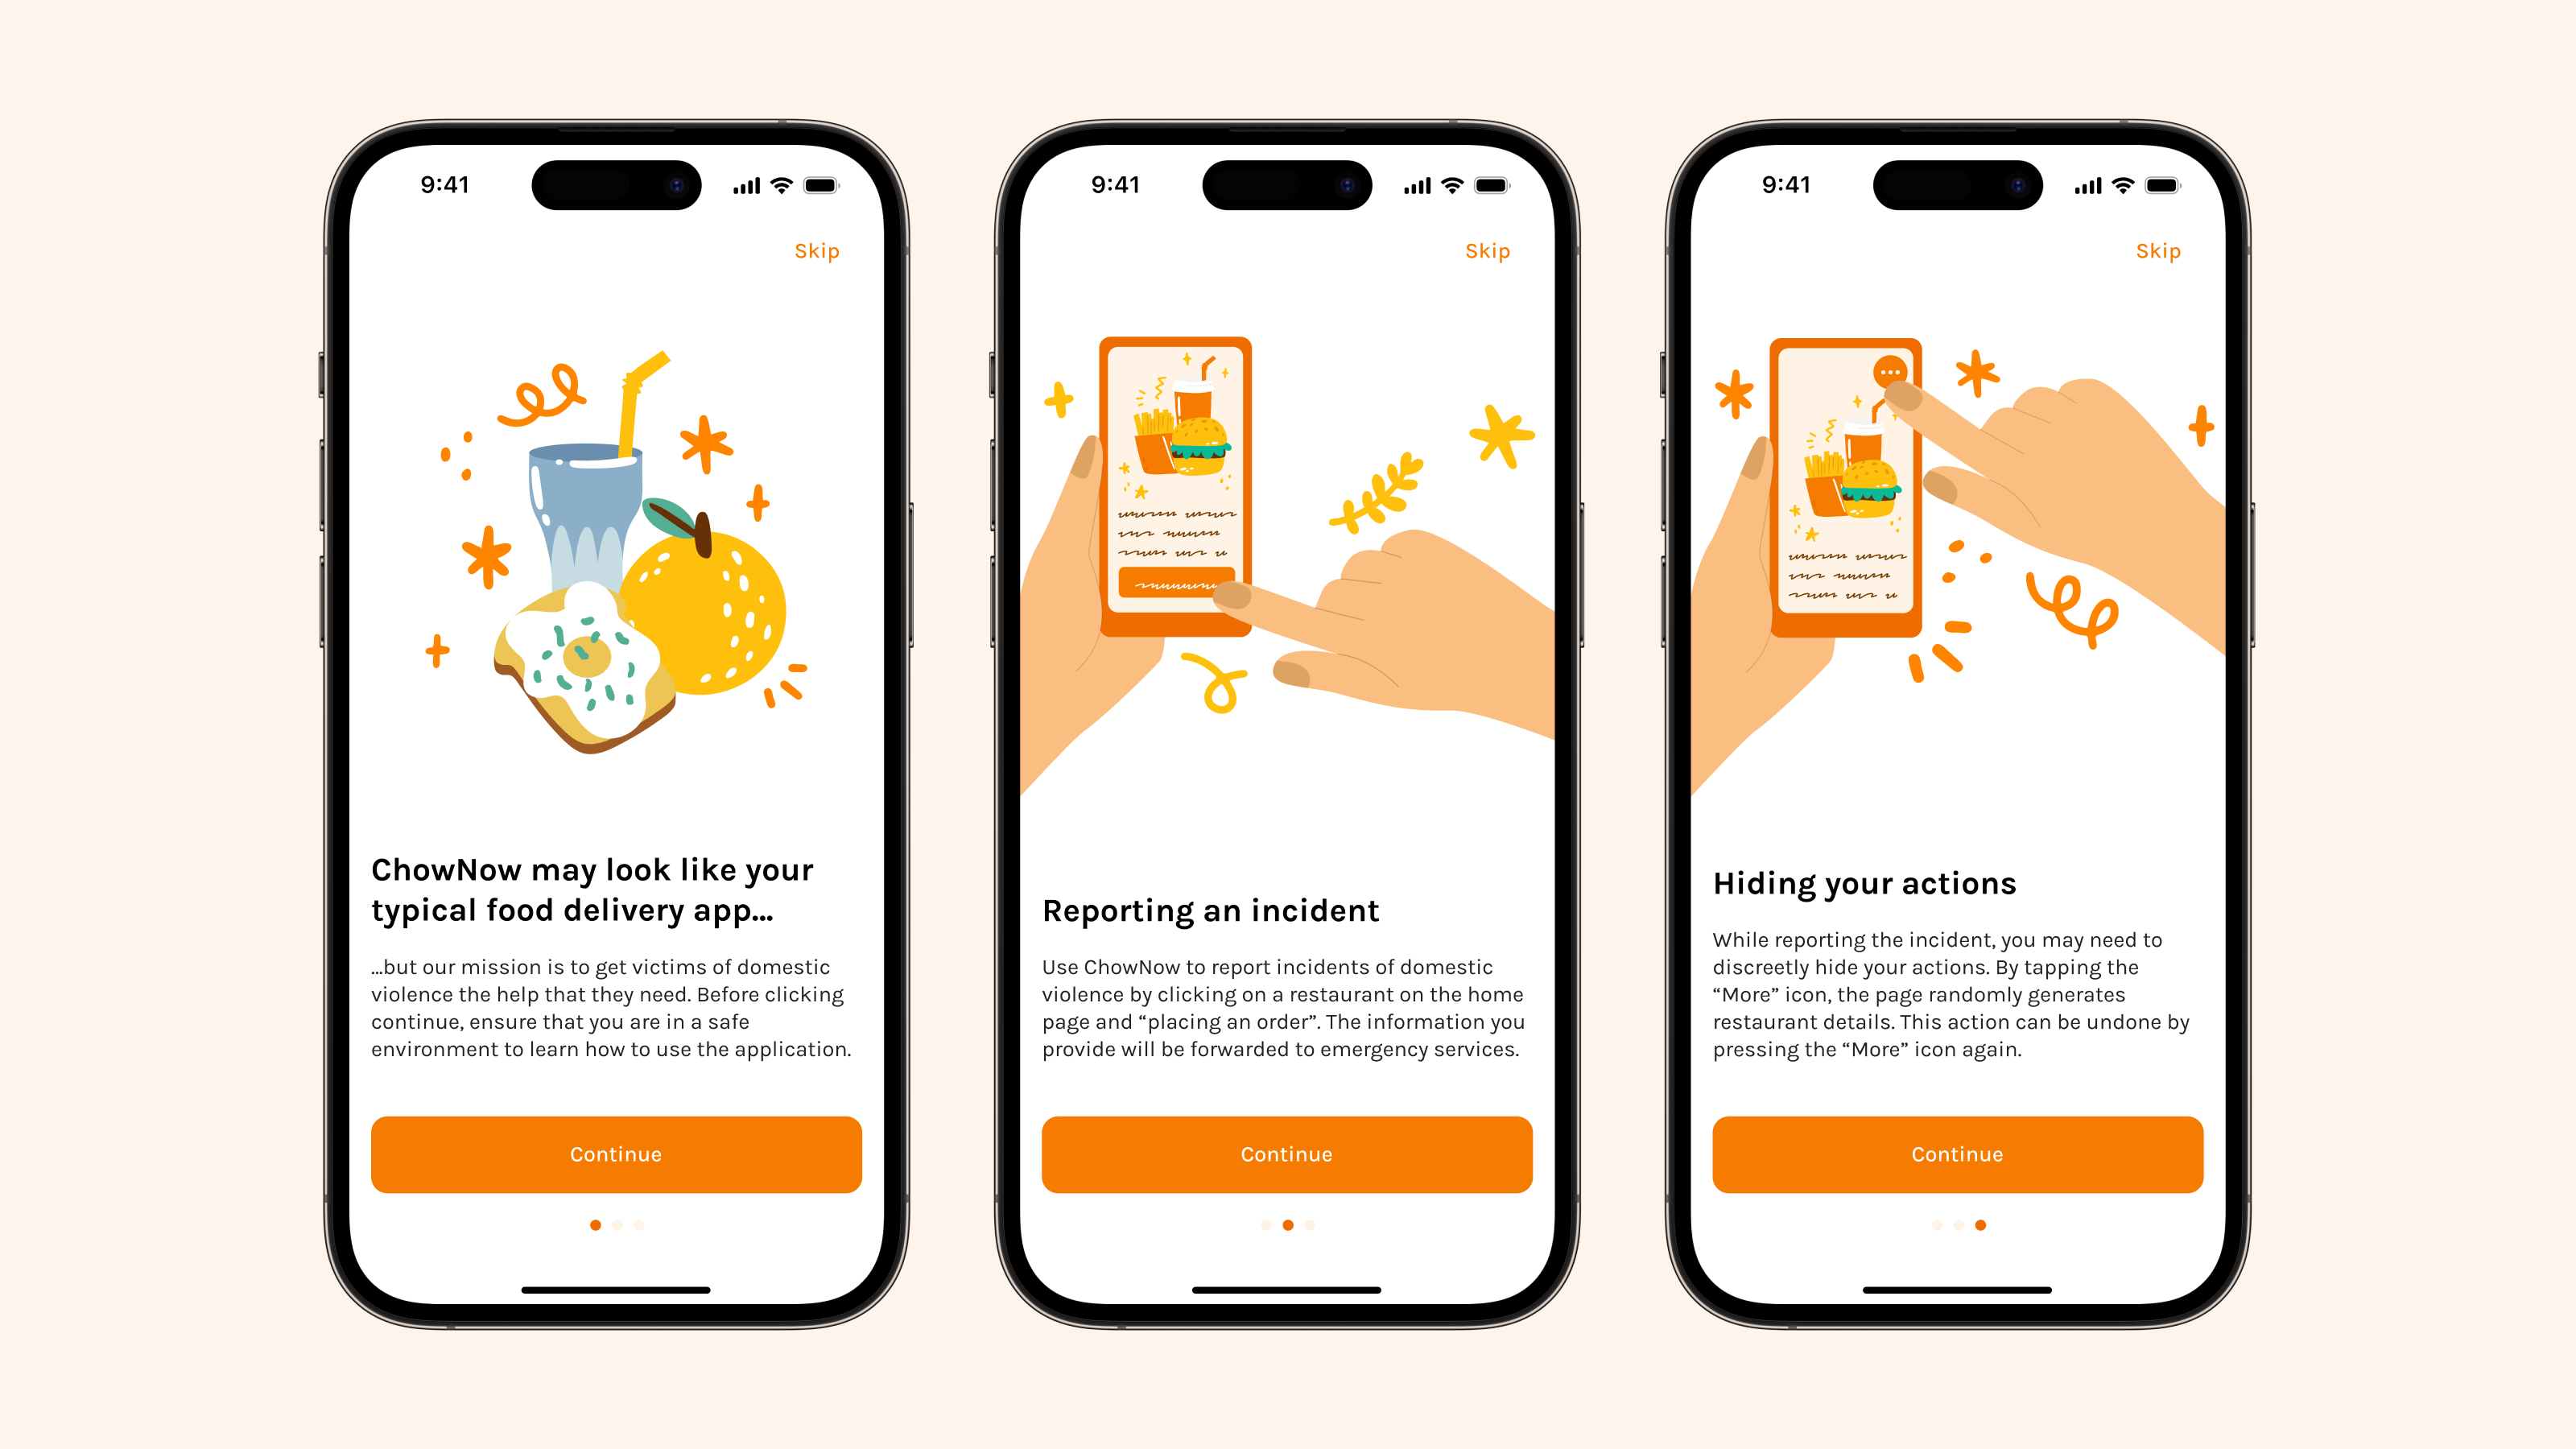 9:41
Skip
ChowNow may look like your
typical food delivery app...
...but our mission is to get victims of domestic
violence the help that they need. Before clicking
continue, ensure that you are in a safe
environment to learn how to use the application.
Continue
9:41
Skip
Reporting an incident
Use ChowNow to report incidents of domestic
violence by clicking on a restaurant on the home
page and “placing an order”. The information you
provide will be forwarded to emergency services.
Continue
9:41
Skip
Hiding your actions
While reporting the incident, you may need to
discreetly hide your actions. By tapping the
“More” icon, the page randomly generates
restaurant details. This action can be undone by
pressing the “More” icon again.
Continue